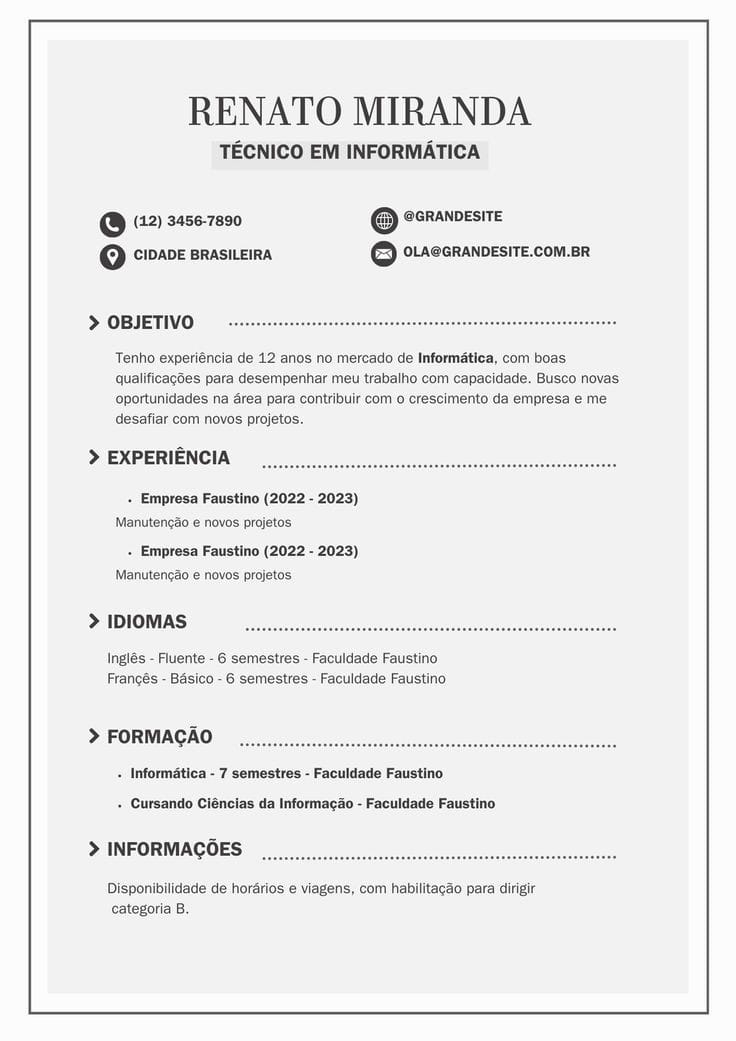 RENATO MIRANDA
TÉCNICO EM INFORMÁTICA
(12) 3456-7890
@GRANDESITE
CIDADE BRASILEIRA
OLA@GRANDESITE.COM.BR
OBJETIVO
Tenho experiência de 12 anos no mercado de Informática, com boas
qualificações para desempenhar meu trabalho com capacidade. Busco novas
oportunidades na área para contribuir com o crescimento da empresa e me
desafiar com novos projetos.
EXPERIÊNCIA
• Empresa Faustino (2022 - 2023)
Manutenção e novos projetos
• Empresa Faustino (2022 - 2023)
Manutenção e novos projetos
IDIOMAS
Inglês - Fluente - 6 semestres - Faculdade Faustino
Françês - Básico - 6 semestres - Faculdade Faustino
FORMAÇÃO
• Informática - 7 semestres - Faculdade Faustino
• Cursando Ciências da Informação - Faculdade Faustino
INFORMAÇÕES
Disponibilidade de horários e viagens, com habilitação para dirigir
categoria B.